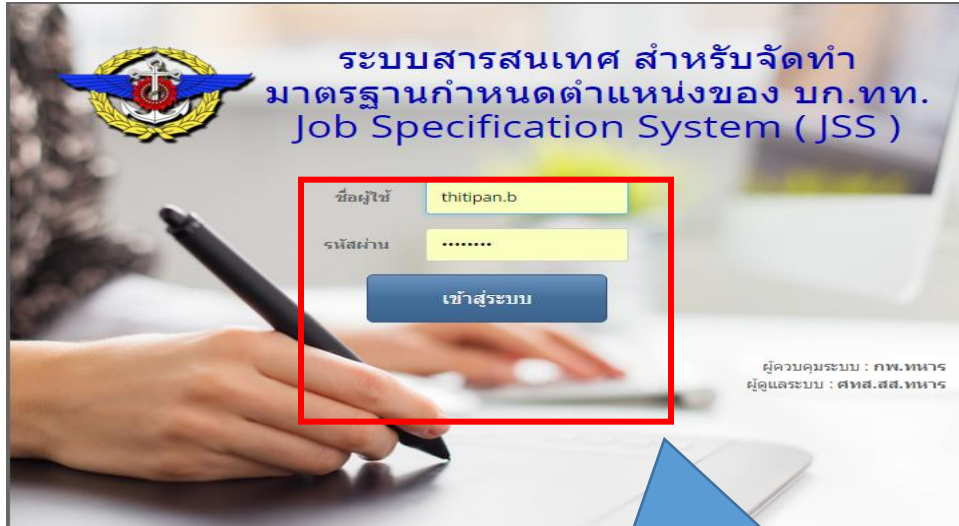 ระบบสารสนเทศ สำหรับจัดทำ
มาตรฐานกำหนดตำแหน่งของ บก.ทท.
Job Specification System ( JSS )
ชื่อผู้ใช้ thitipan.b
รหัสผ่าน ••••••••
เข้าสู่ระบบ
ผู้ควบคุมระบบ : กพ.ทหาร
ผู้ดูแลระบบ : ศทส.สส.ทหาร